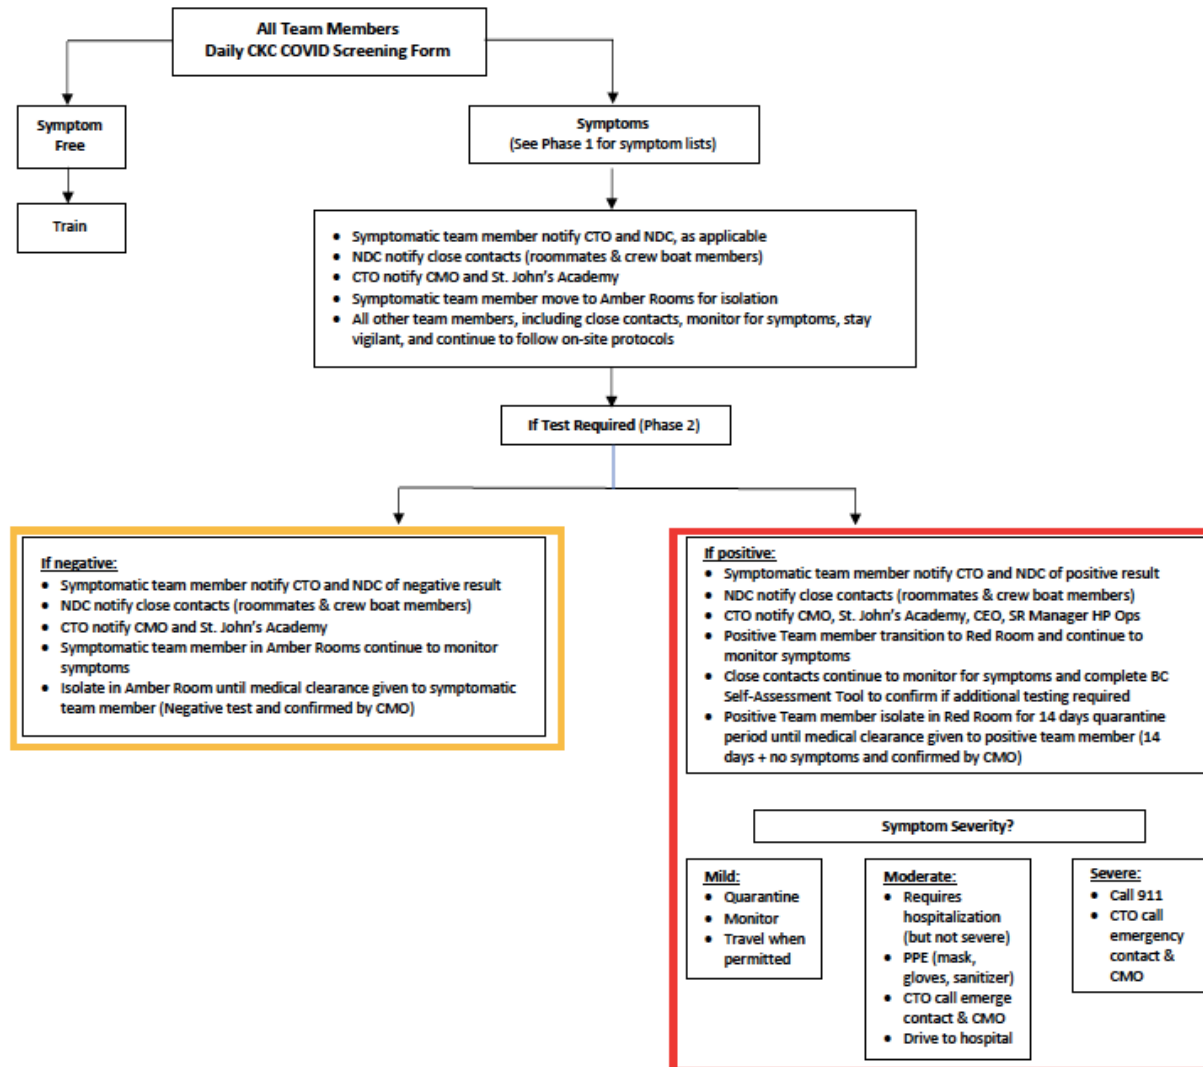 All Team Members
Daily CKC COVID Screening Form
Symptom
Free
Train
Symptoms
(See Phase 1 for symptom lists)
• Symptomatic team member notify CTO and NDC, as applicable
• NDC notify close contacts (roommates & crew boat members)
• CTO notify CMO and St. John's Academy
• Symptomatic team member move to Amber Rooms for isolation
• All other team members, including close contacts, monitor for symptoms, stay
vigilant, and continue to follow on-site protocols
If Test Required (Phase 2)
If negative:
• Symptomatic team member notify CTO and NDC of negative result
• NDC notify close contacts (roommates & crew boat members)
• CTO notify CMO and St. John's Academy
• Symptomatic team member in Amber Rooms continue to monitor
symptoms
• Isolate in Amber Room until medical clearance given to symptomatic
team member (Negative test and confirmed by CMO)
If positive:
• Symptomatic team member notify CTO and NDC of positive result
• NDC notify close contacts (roommates & crew boat members)
• CTO notify CMO, St. John's Academy, CEO, SR Manager HP Ops
• Positive Team member transition to Red Room and continue to
monitor symptoms
• Close contacts continue to monitor for symptoms and complete BC
Self-Assessment Tool to confirm if additional testing required
• Positive Team member isolate in Red Room for 14 days quarantine
period until medical clearance given to positive team member (14
days + no symptoms and confirmed by CMO)
Symptom Severity?
Mild:
• Quarantine
• Monitor
• Travel when
permitted
Moderate:
• Requires
hospitalization
(but not severe)
• PPE (mask,
gloves, sanitizer)
• CTO call emerge
contact & CMO
• Drive to hospital
Severe:
• Call 911
• CTO call
emergency
contact &
CMO